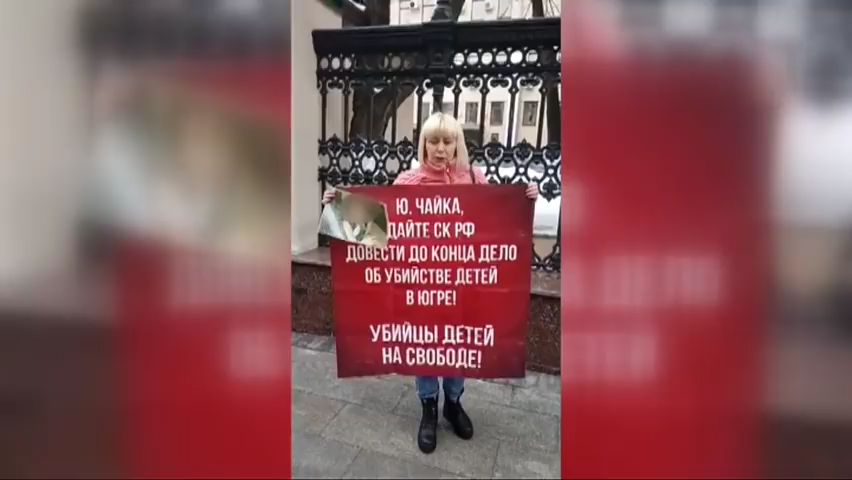 Ю. ЧАЙКА,
ДАЙТЕ СК РФ
ДОВЕСТИ ДО КОНЦА ДЕЛО
ОБ УБИЙСТВЕ ДЕТЕЙ
В ЮГРЕ!
УБИЙЦЫ ДЕТЕЙ
НА СВОБОДЕ!